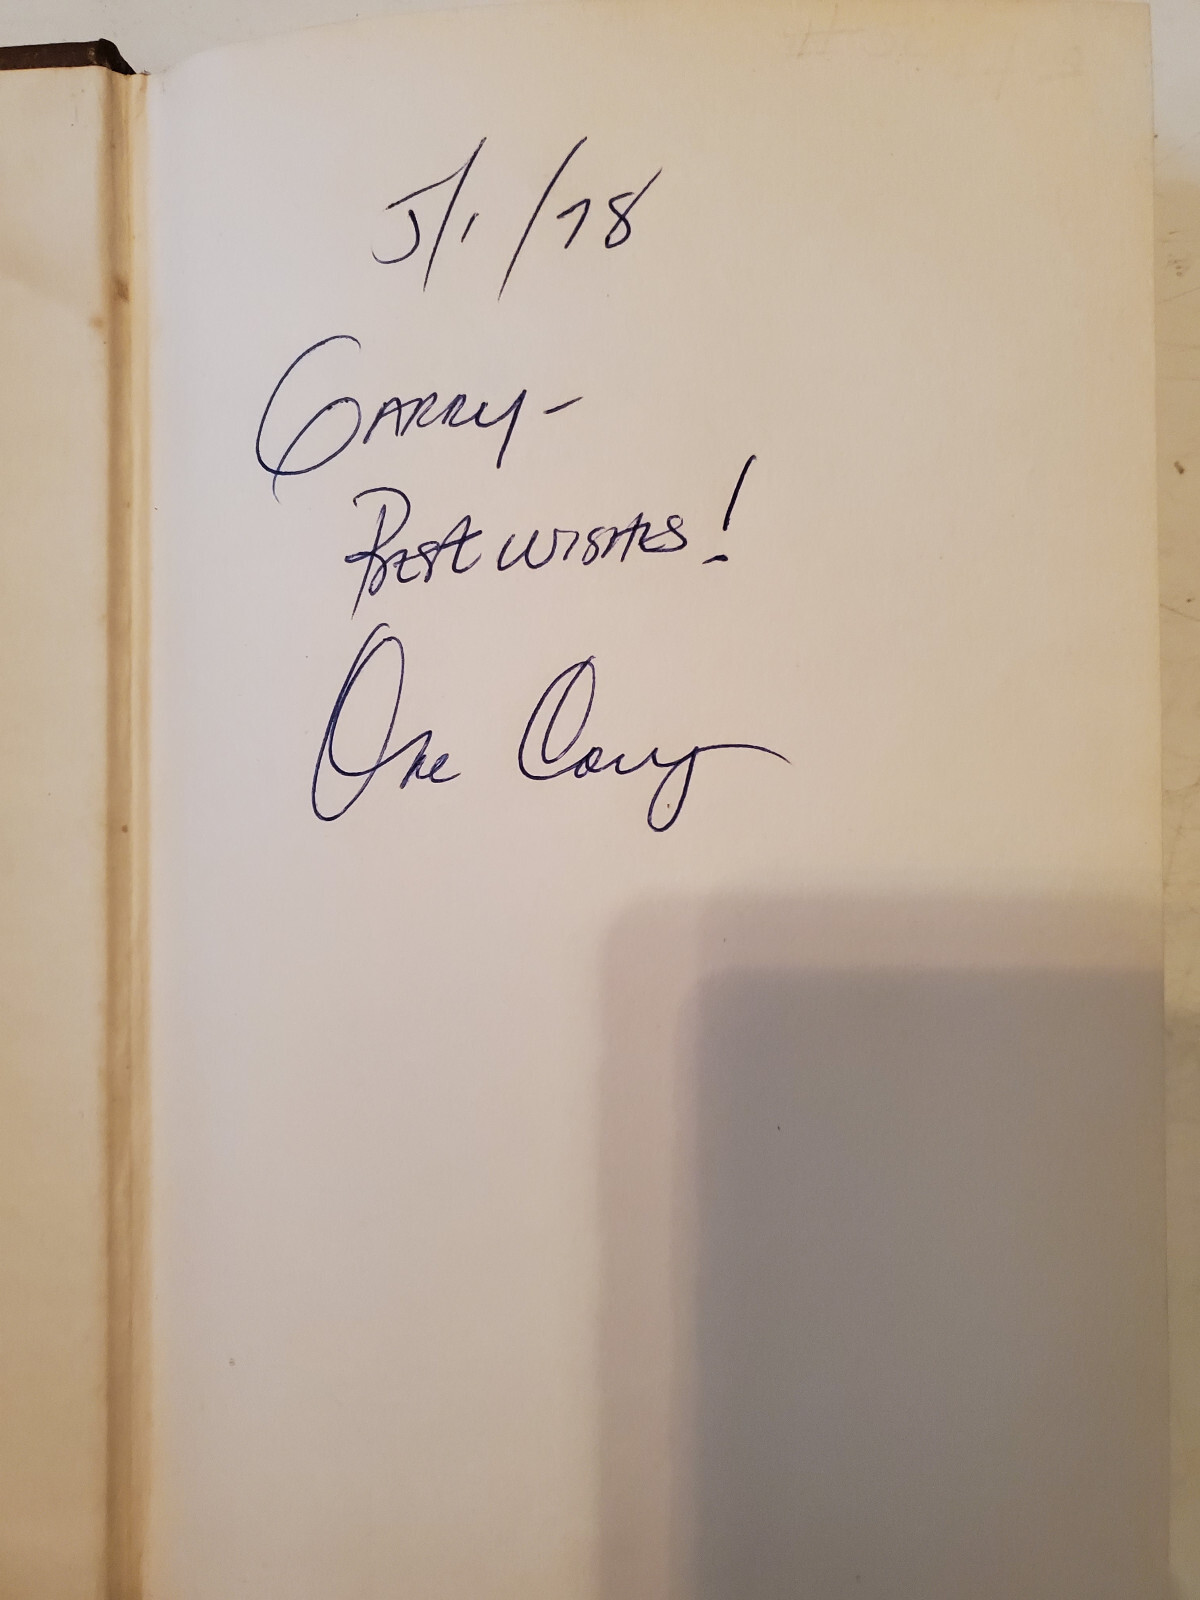 5/1/78
GARRY-
BEST WISHES!